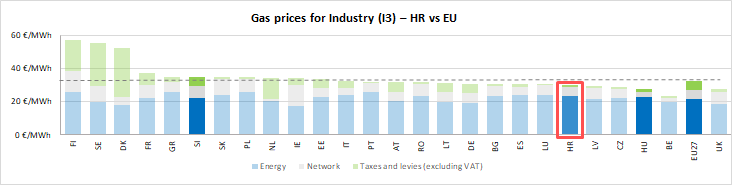 Gas prices for Industry (I3) – HR vs EU
60 €/MWh
40 €/MWh
20 €/MWh
0 €/MWh
FI SE DK FR GR SI SK PL NL IE EE IT PT AT RO LT DE BG ES LU HR LV CZ HU BE EU27 UK
Energy Network Taxes and levies (excluding VAT)